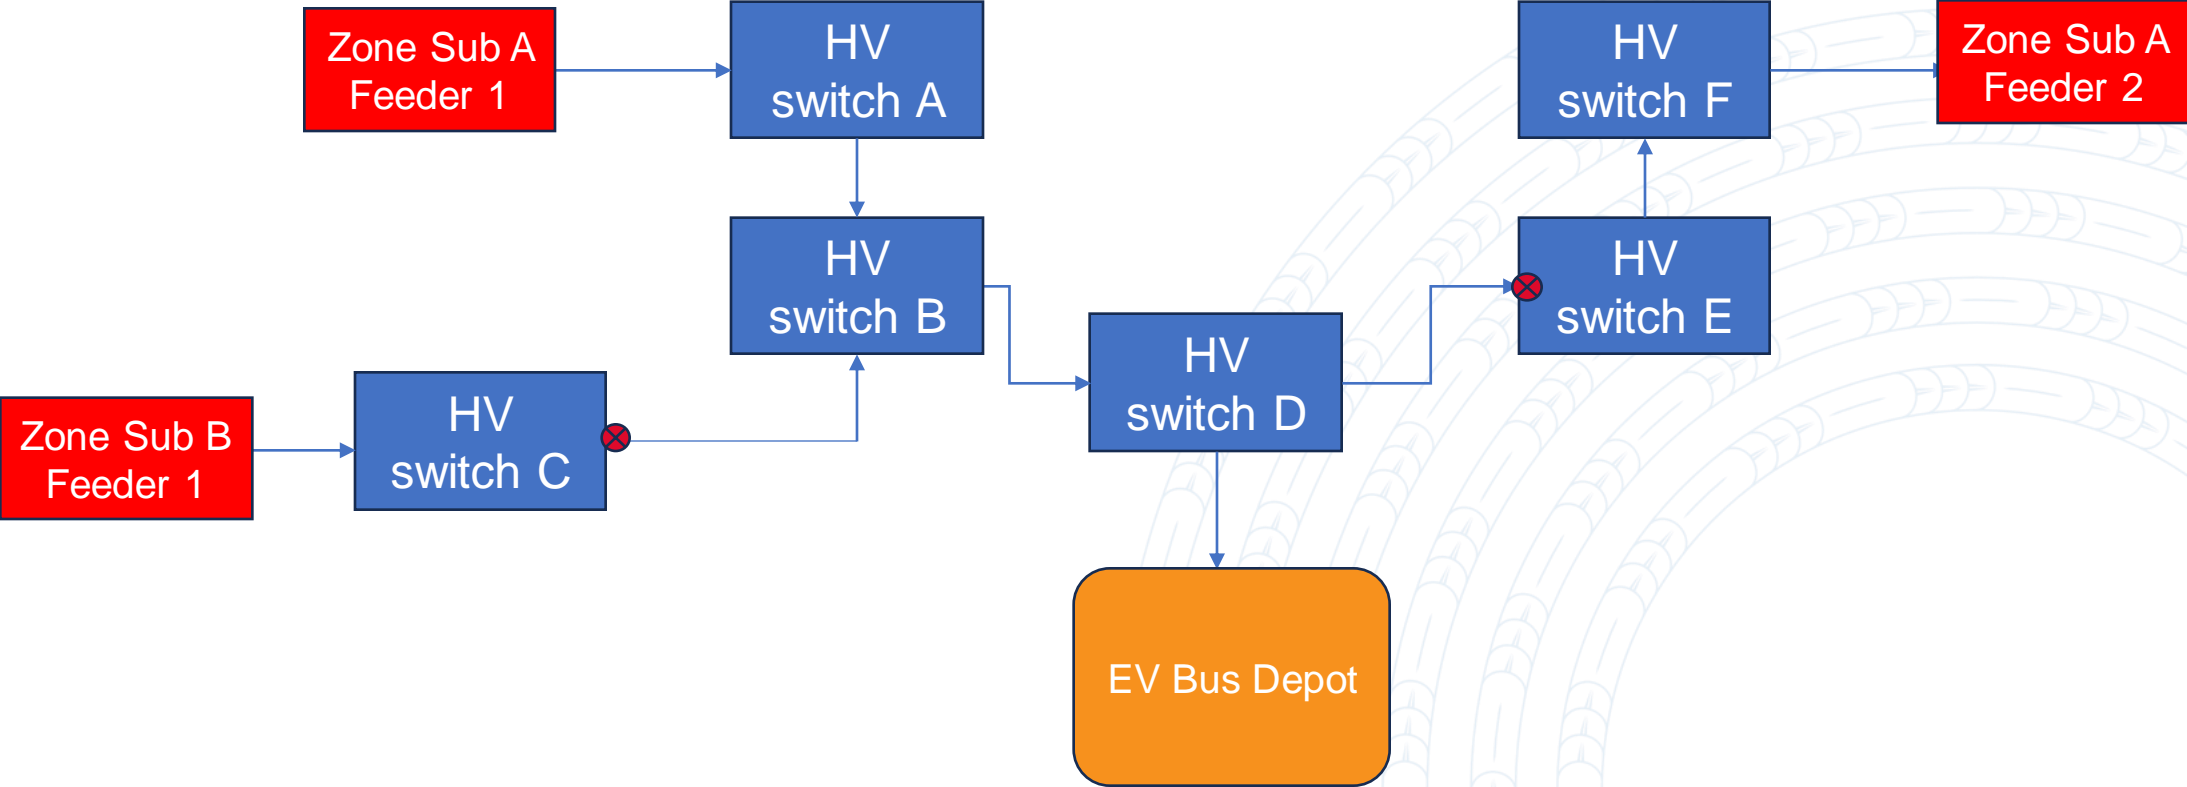 Zone Sub A
Feeder 1
HV
switch A
HV
switch F
Zone Sub A
Feeder 2
HV
switch B
HV
switch E
HV
switch D
HV
switch C
Zone Sub B
Feeder 1
EV Bus Depot